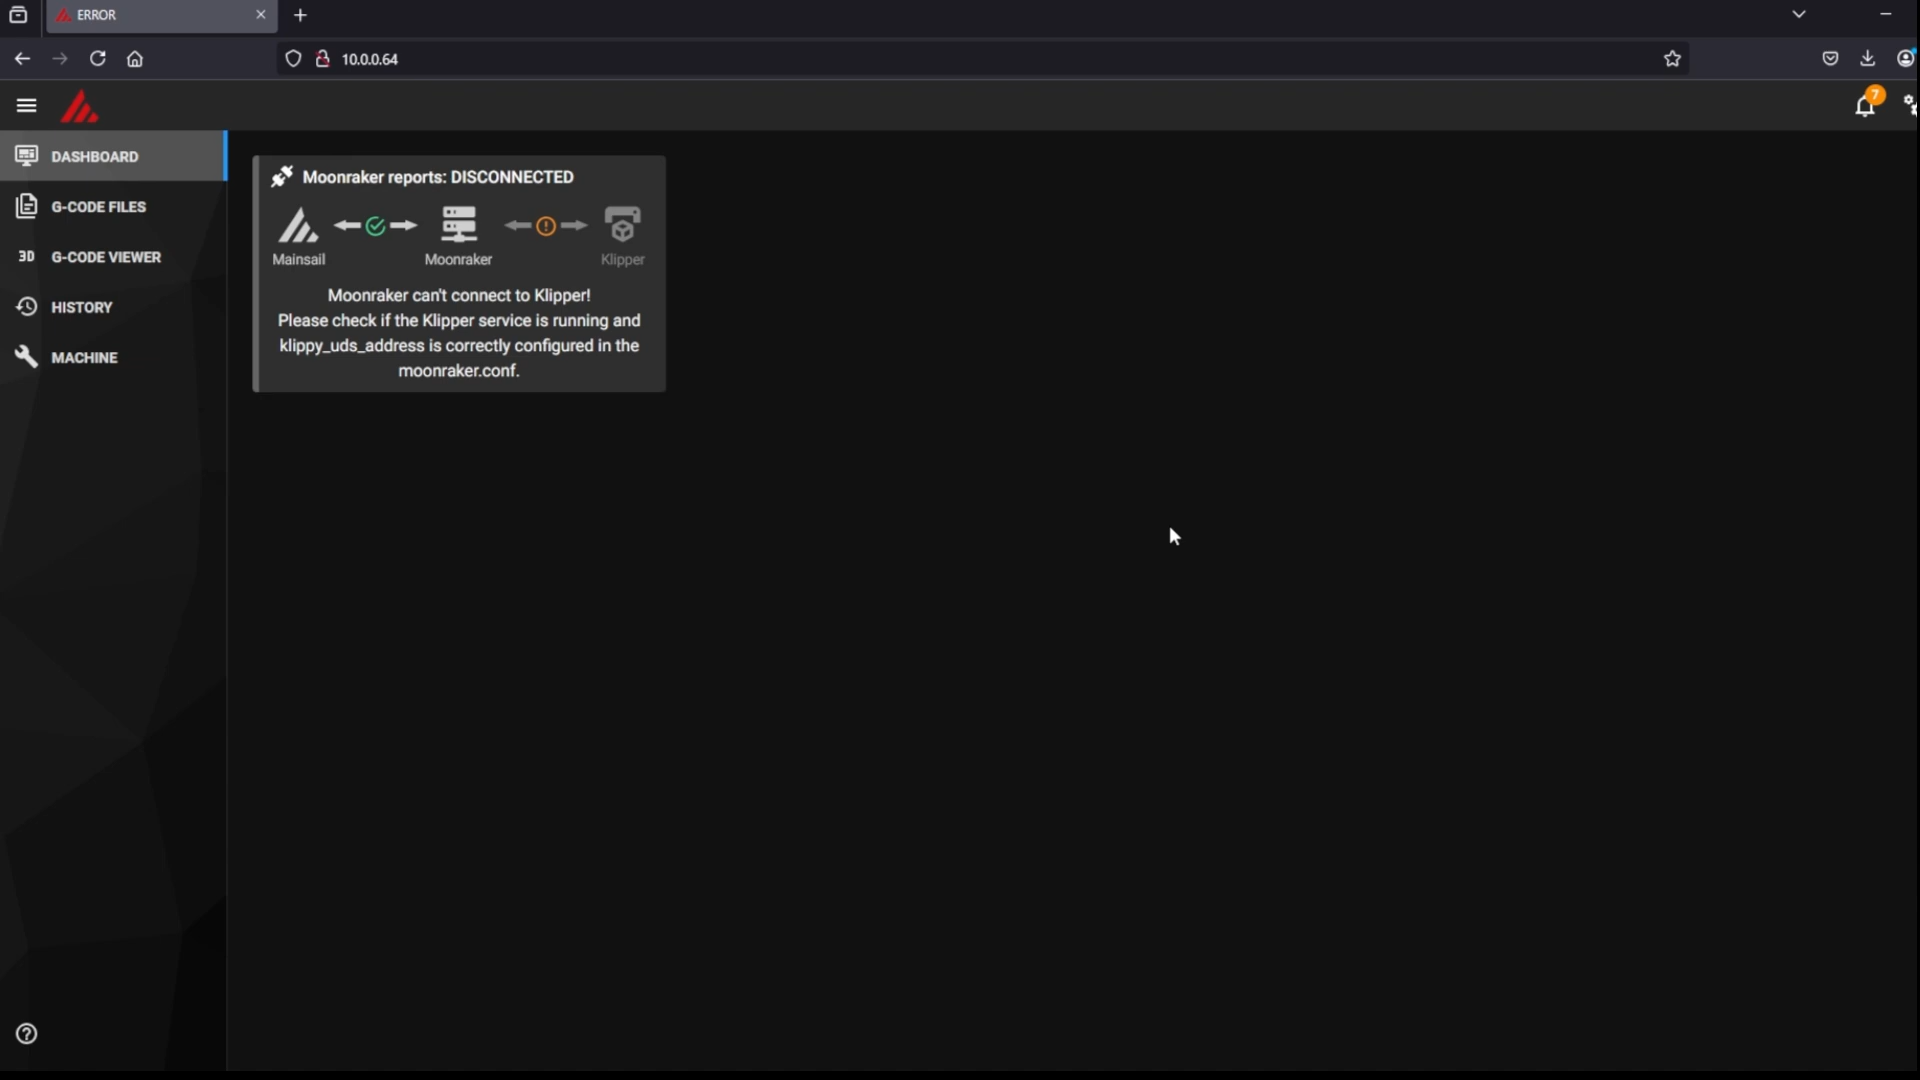 ERROR
10.0.0.64
7
DASHBOARD
G-CODE FILES
3D G-CODE VIEWER
HISTORY
MACHINE
Moonraker reports: DISCONNECTED
Mainsail Moonraker Klipper
Moonraker can't connect to Klipper!
Please check if the Klipper service is running and
klippy_uds_address is correctly configured in the
moonraker.conf.